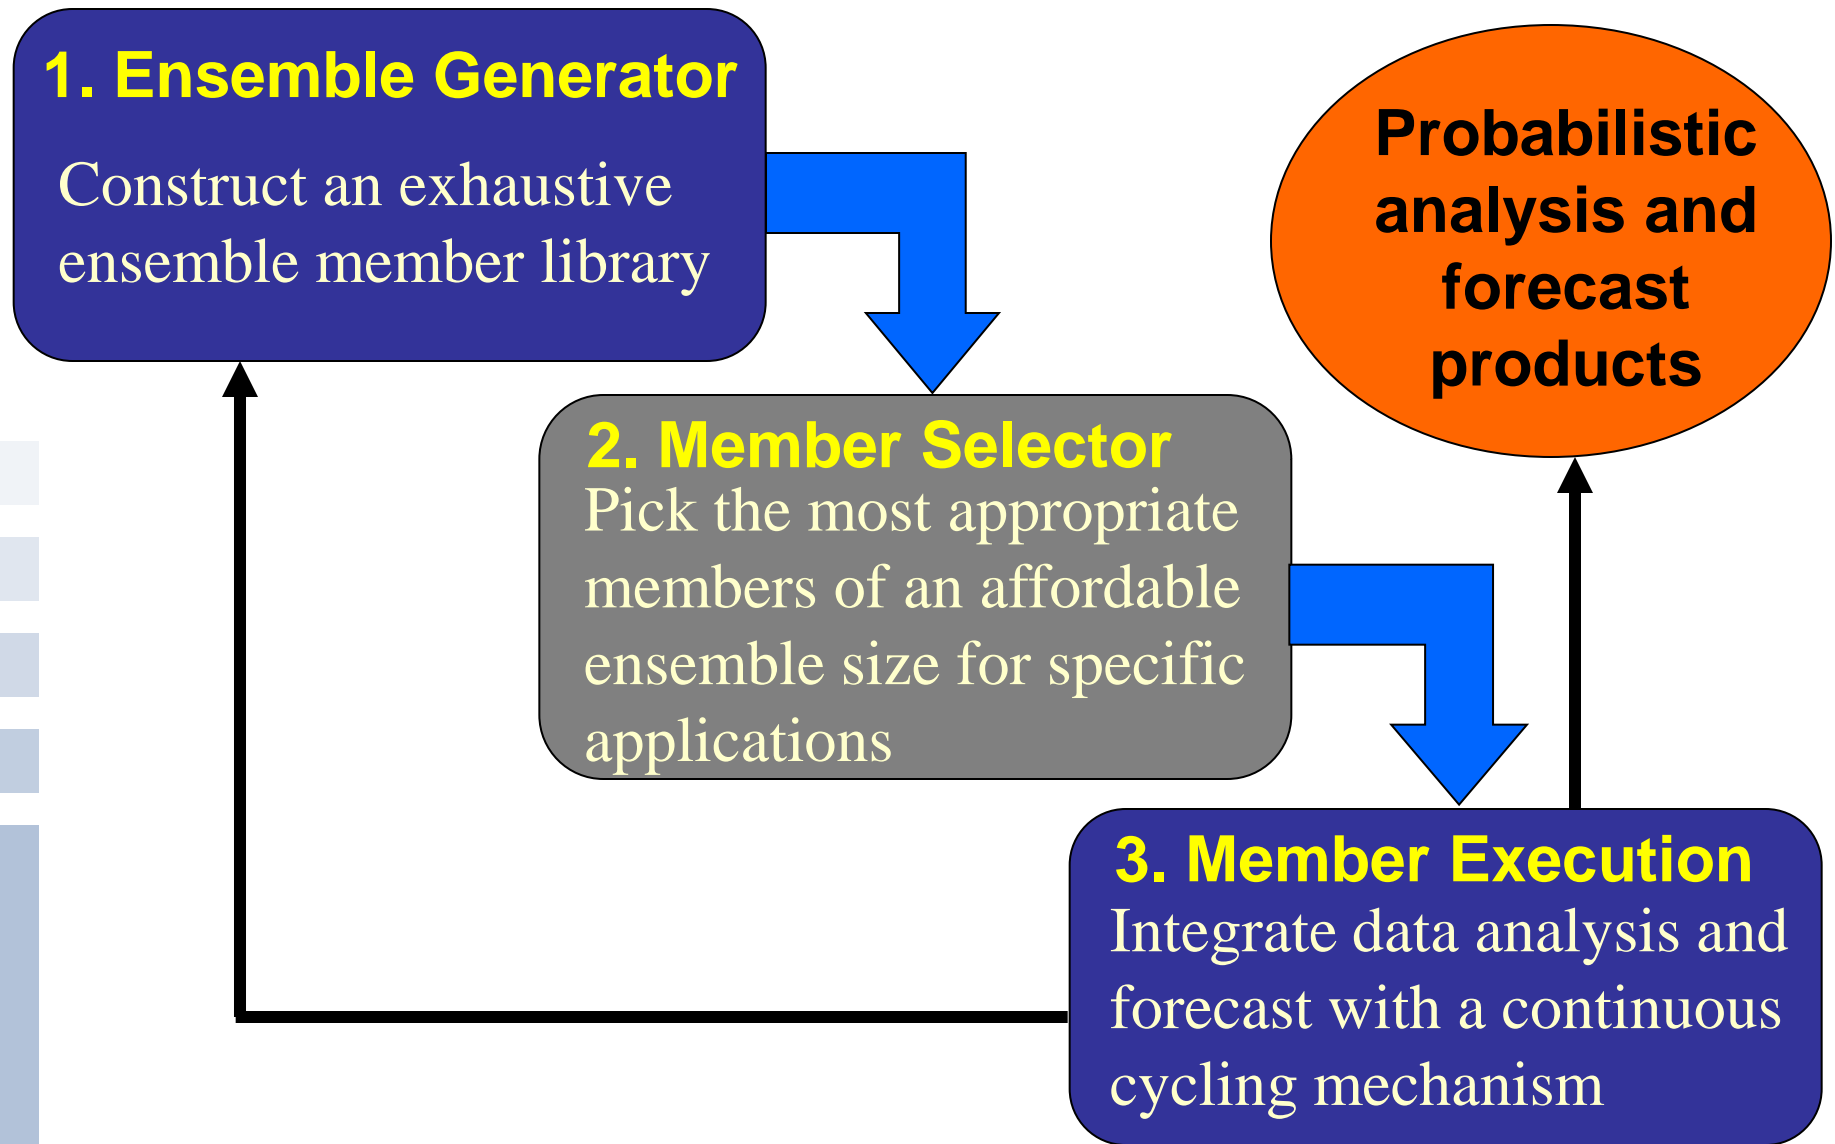 1. Ensemble Generator
Construct an exhaustive
ensemble member library
Probabilistic
analysis and
forecast
products
2. Member Selector
Pick the most appropriate
members of an affordable
ensemble size for specific
applications
3. Member Execution
Integrate data analysis and
forecast with a continuous
cycling mechanism